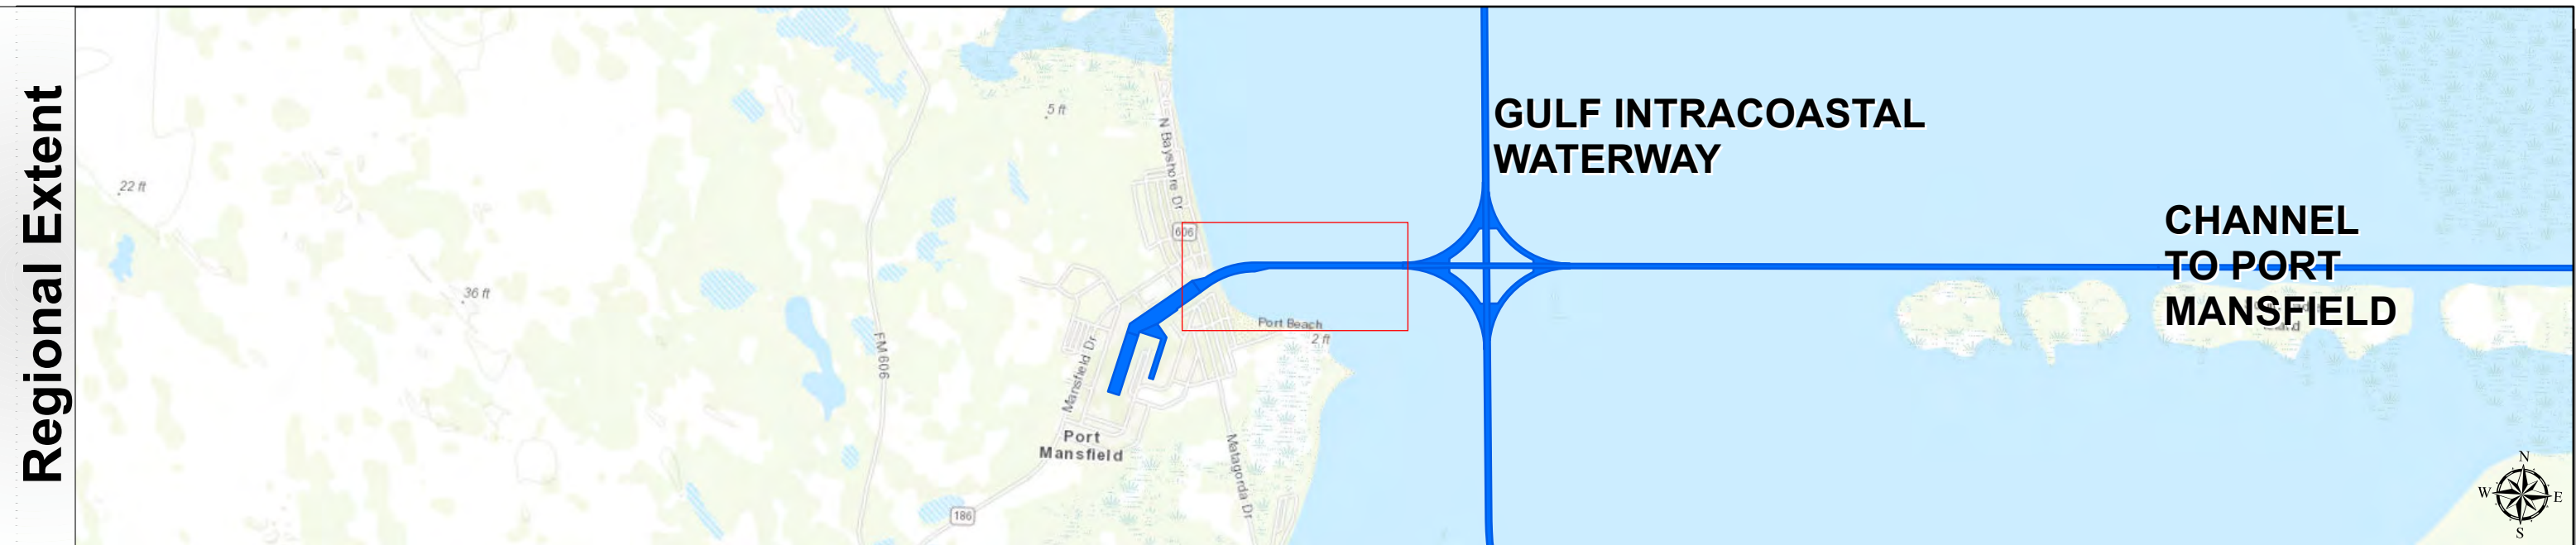 Regional Extent
22 ft
36 ft
5 ft
N Bayshore Dr
606
FM 606
Mansfield Dr
Port
Mansfield
186
Matagorda Dr
Port Beach
2 ft
GULF INTRACOASTAL
WATERWAY
CHANNEL
TO PORT
MANSFIELD
N
W
E
S